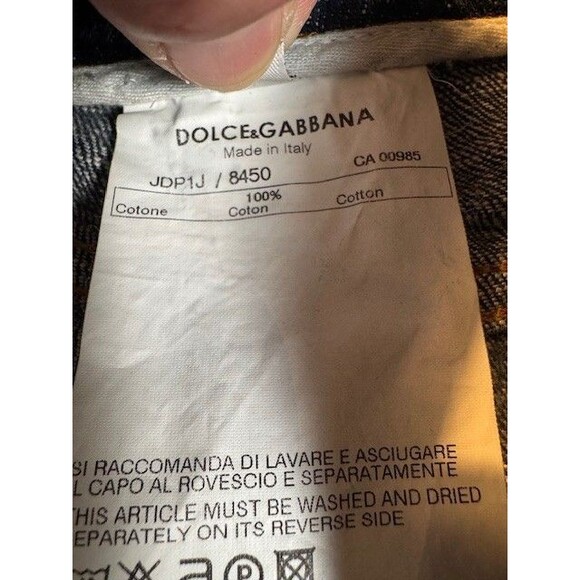 DOLCE&GABBANA
Made in Italy
JDP1J / 8450 CA 00985
100%
Cotone Coton Cotton
SI RACCOMANDA DI LAVARE E ASCIUGARE
L CAPO AL ROVESCIO E SEPARATAMENTE
THIS ARTICLE MUST BE WASHED AND DRIED
EPARATELY ON ITS REVERSE SIDE
P